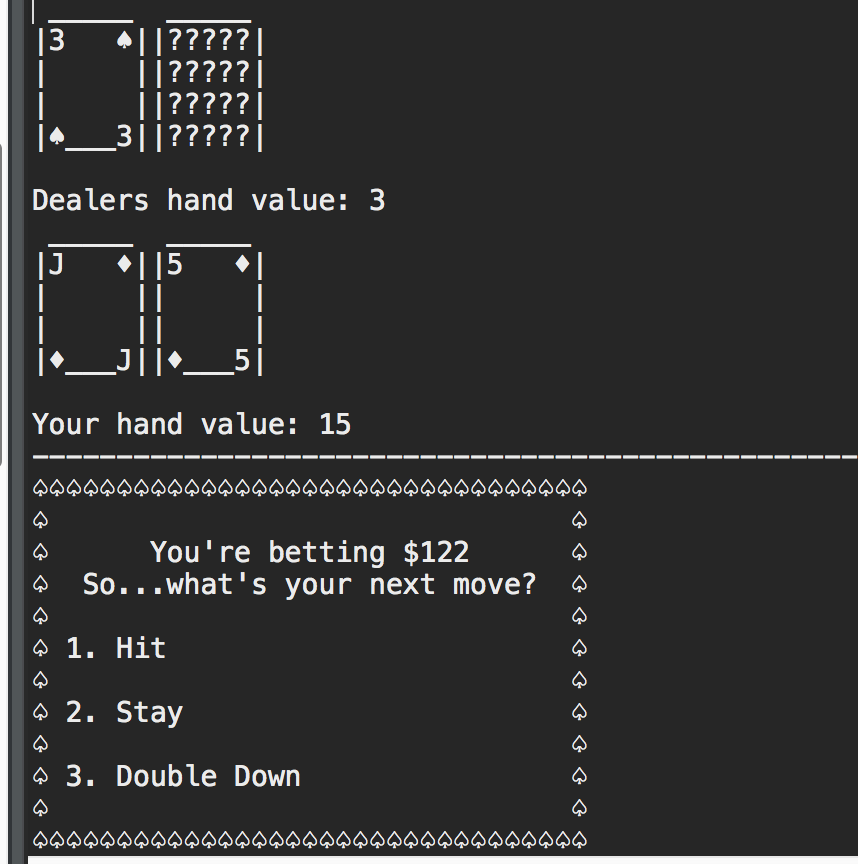 _____  _____
|3   ♠||?????|
|     ||?????|
|     ||?????|
|♠___3||?????|
Dealers hand value: 3
 _____  _____
|J   ♦||5   ♦|
|     ||     |
|     ||     |
|♦___J||♦___5|
Your hand value: 15
-------------------------------------------------
♤♤♤♤♤♤♤♤♤♤♤♤♤♤♤♤♤♤♤♤♤♤♤♤♤♤♤♤♤♤♤♤♤
♤                               ♤
♤      You're betting $122      ♤
♤  So...what's your next move?  ♤
♤                               ♤
♤ 1. Hit                        ♤
♤                               ♤
♤ 2. Stay                       ♤
♤                               ♤
♤ 3. Double Down                ♤
♤                               ♤
♤♤♤♤♤♤♤♤♤♤♤♤♤♤♤♤♤♤♤♤♤♤♤♤♤♤♤♤♤♤♤♤♤